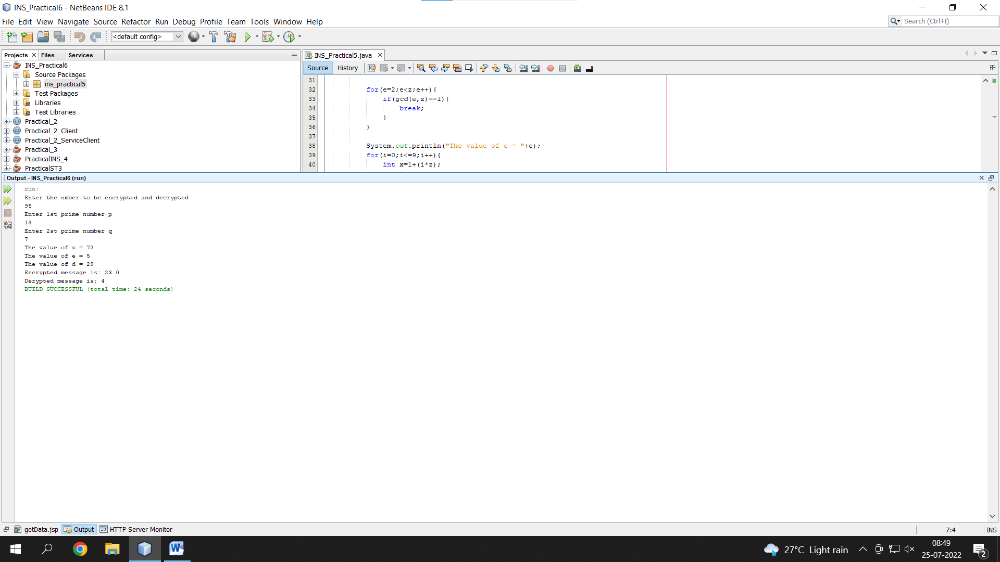 INS_Practical6 - NetBeans IDE 8.1
File Edit View Navigate Source Refactor Run Debug Profile Team Tools Window Help
Search (Ctrl+I)
<default config>
Projects Files Services
INS_Practical6
Source Packages
ins_practical5
Test Packages
Libraries
Test Libraries
Practical_2
Practical_2_Client
Practical_2_ServiceClient
Practical_3
PracticalINS_4
PracticalST3
INS_Practical5.java
Source History
31
32 for(e=2;e<z;e++){
33 if(gcd(e,z)==1){
34 break;
35 }
36 }
37
38 System.out.println("The value of e = "+e);
39 for(i=0;i<=9;i++){
40 int x=1+(i*z);
Output - INS_Practical6 (run)
run:
Enter the nmber to be encrypted and decrypted
95
Enter 1st prime number p
13
Enter 2st prime number q
7
The value of z = 72
The value of e = 5
The value of d = 29
Encrypted message is: 23.0
Derypted message is: 4
BUILD SUCCESSFUL (total time: 24 seconds)
getData.jsp Output HTTP Server Monitor
7:4 INS
27°C Light rain
08:49
25-07-2022
2